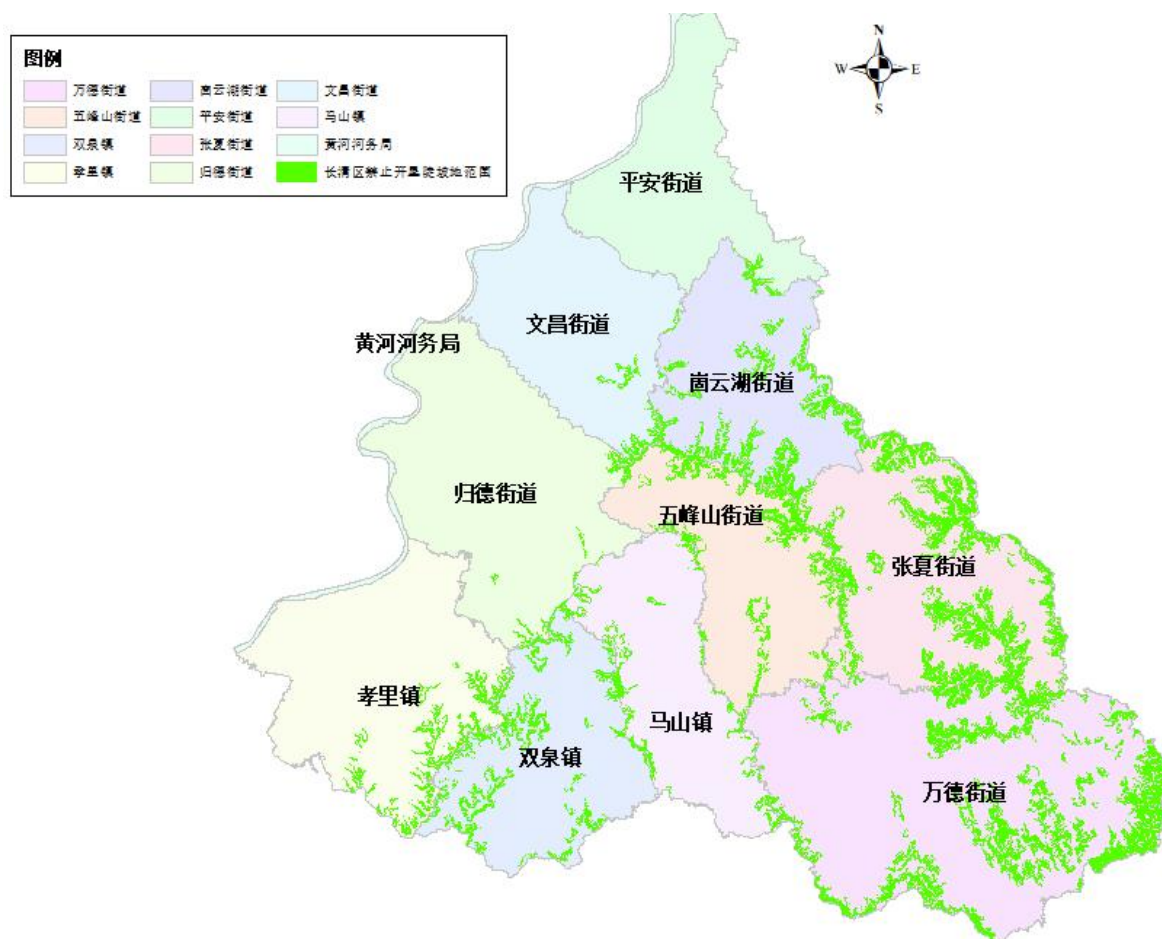 图例
万德街道 崮云湖街道 文昌街道
五峰山街道 平安街道 马山镇
双泉镇 张夏街道 黄河河务局
孝里镇 归德街道 长清区禁止开垦陡坡地范围
N
W E
S
平安街道
文昌街道
黄河河务局
崮云湖街道
归德街道
五峰山街道
张夏街道
孝里镇
马山镇
双泉镇
万德街道